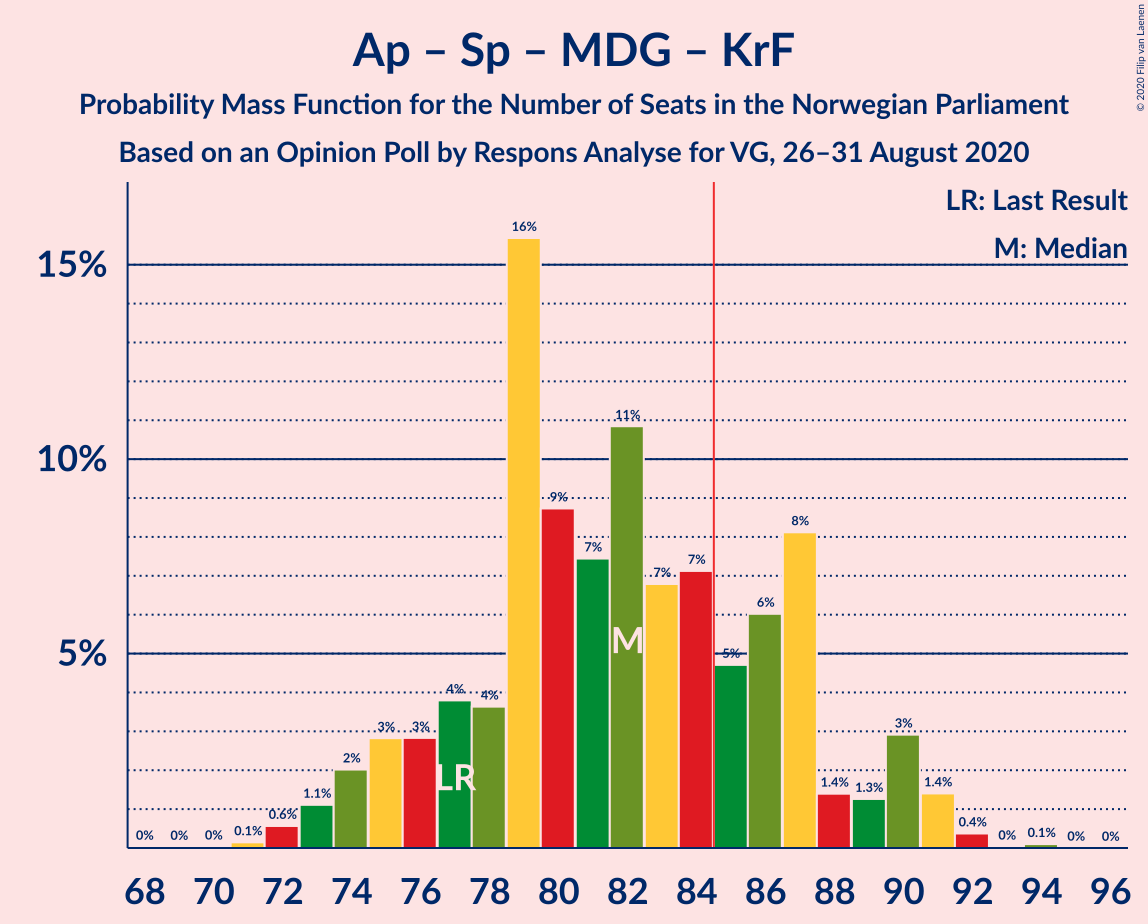 Ap – Sp – MDG – KrF
Probability Mass Function for the Number of Seats in the Norwegian Parliament
Based on an Opinion Poll by Respons Analyse for VG, 26–31 August 2020
© 2020 Filip van Laenen
LR: Last Result
M: Median
15%
10%
5%
0% 0% 0% 0.1% 0.6% 1.1% 2% 3% 3% 4% 4% 16% 9% 7% 11% 7% 7% 5% 6% 8% 1.4% 1.3% 3% 1.4% 0.4% 0% 0.1% 0% 0%
M
LR
68 70 72 74 76 78 80 82 84 86 88 90 92 94 96